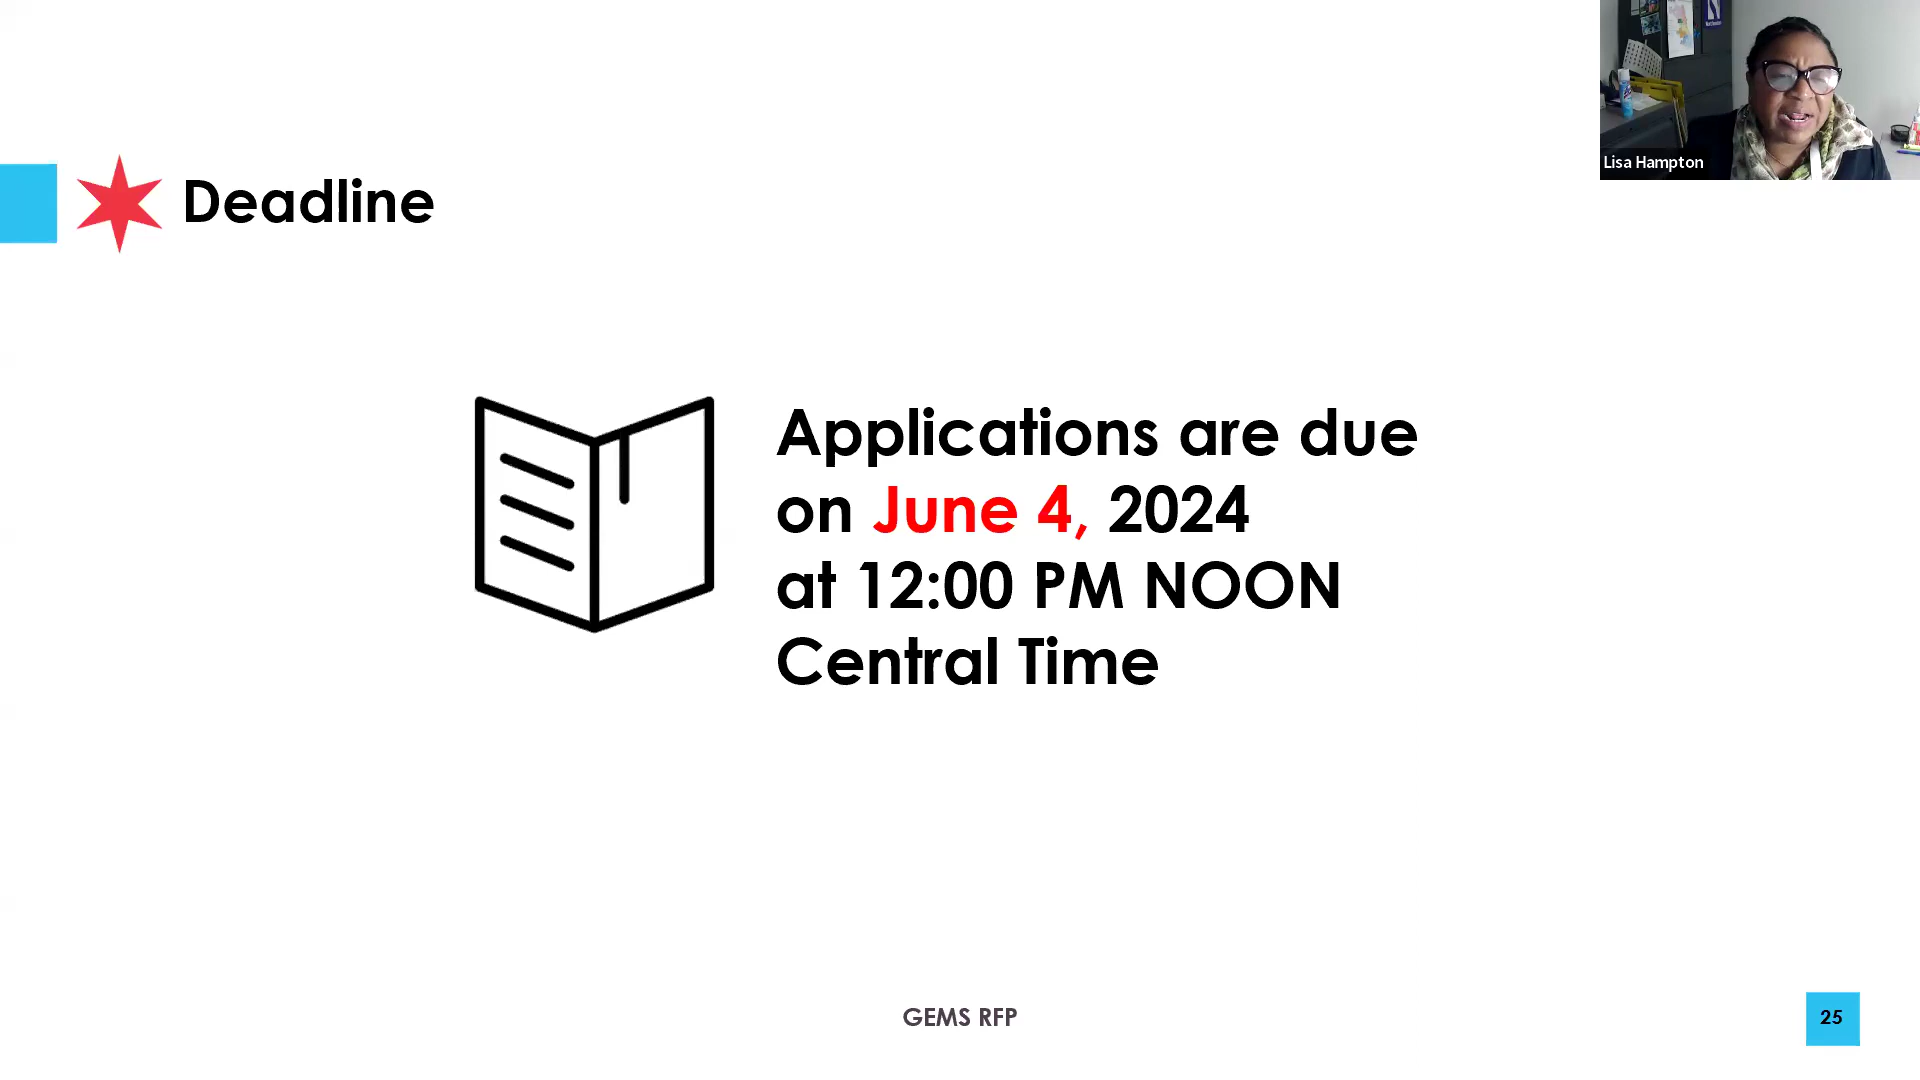 Lisa Hampton
Deadline
Applications are due
on June 4, 2024
at 12:00 PM NOON
Central Time
GEMS RFP
25